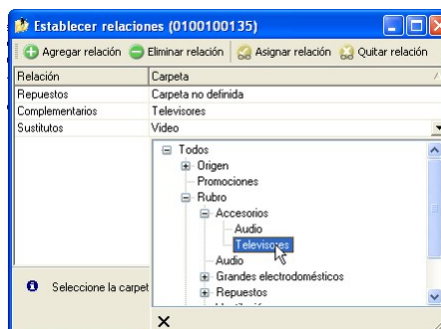 Establecer relaciones (0100100135)
Agregar relación Eliminar relación Asignar relación Quitar relación
Relación Carpeta
Repuestos Carpeta no definida
Complementarios Televisores
Sustitutos Video
Todos
Origen
Promociones
Rubro
Accesorios
Audio
Televisores
Audio
Grandes electrodomésticos
Seleccione la carpet Repuestos